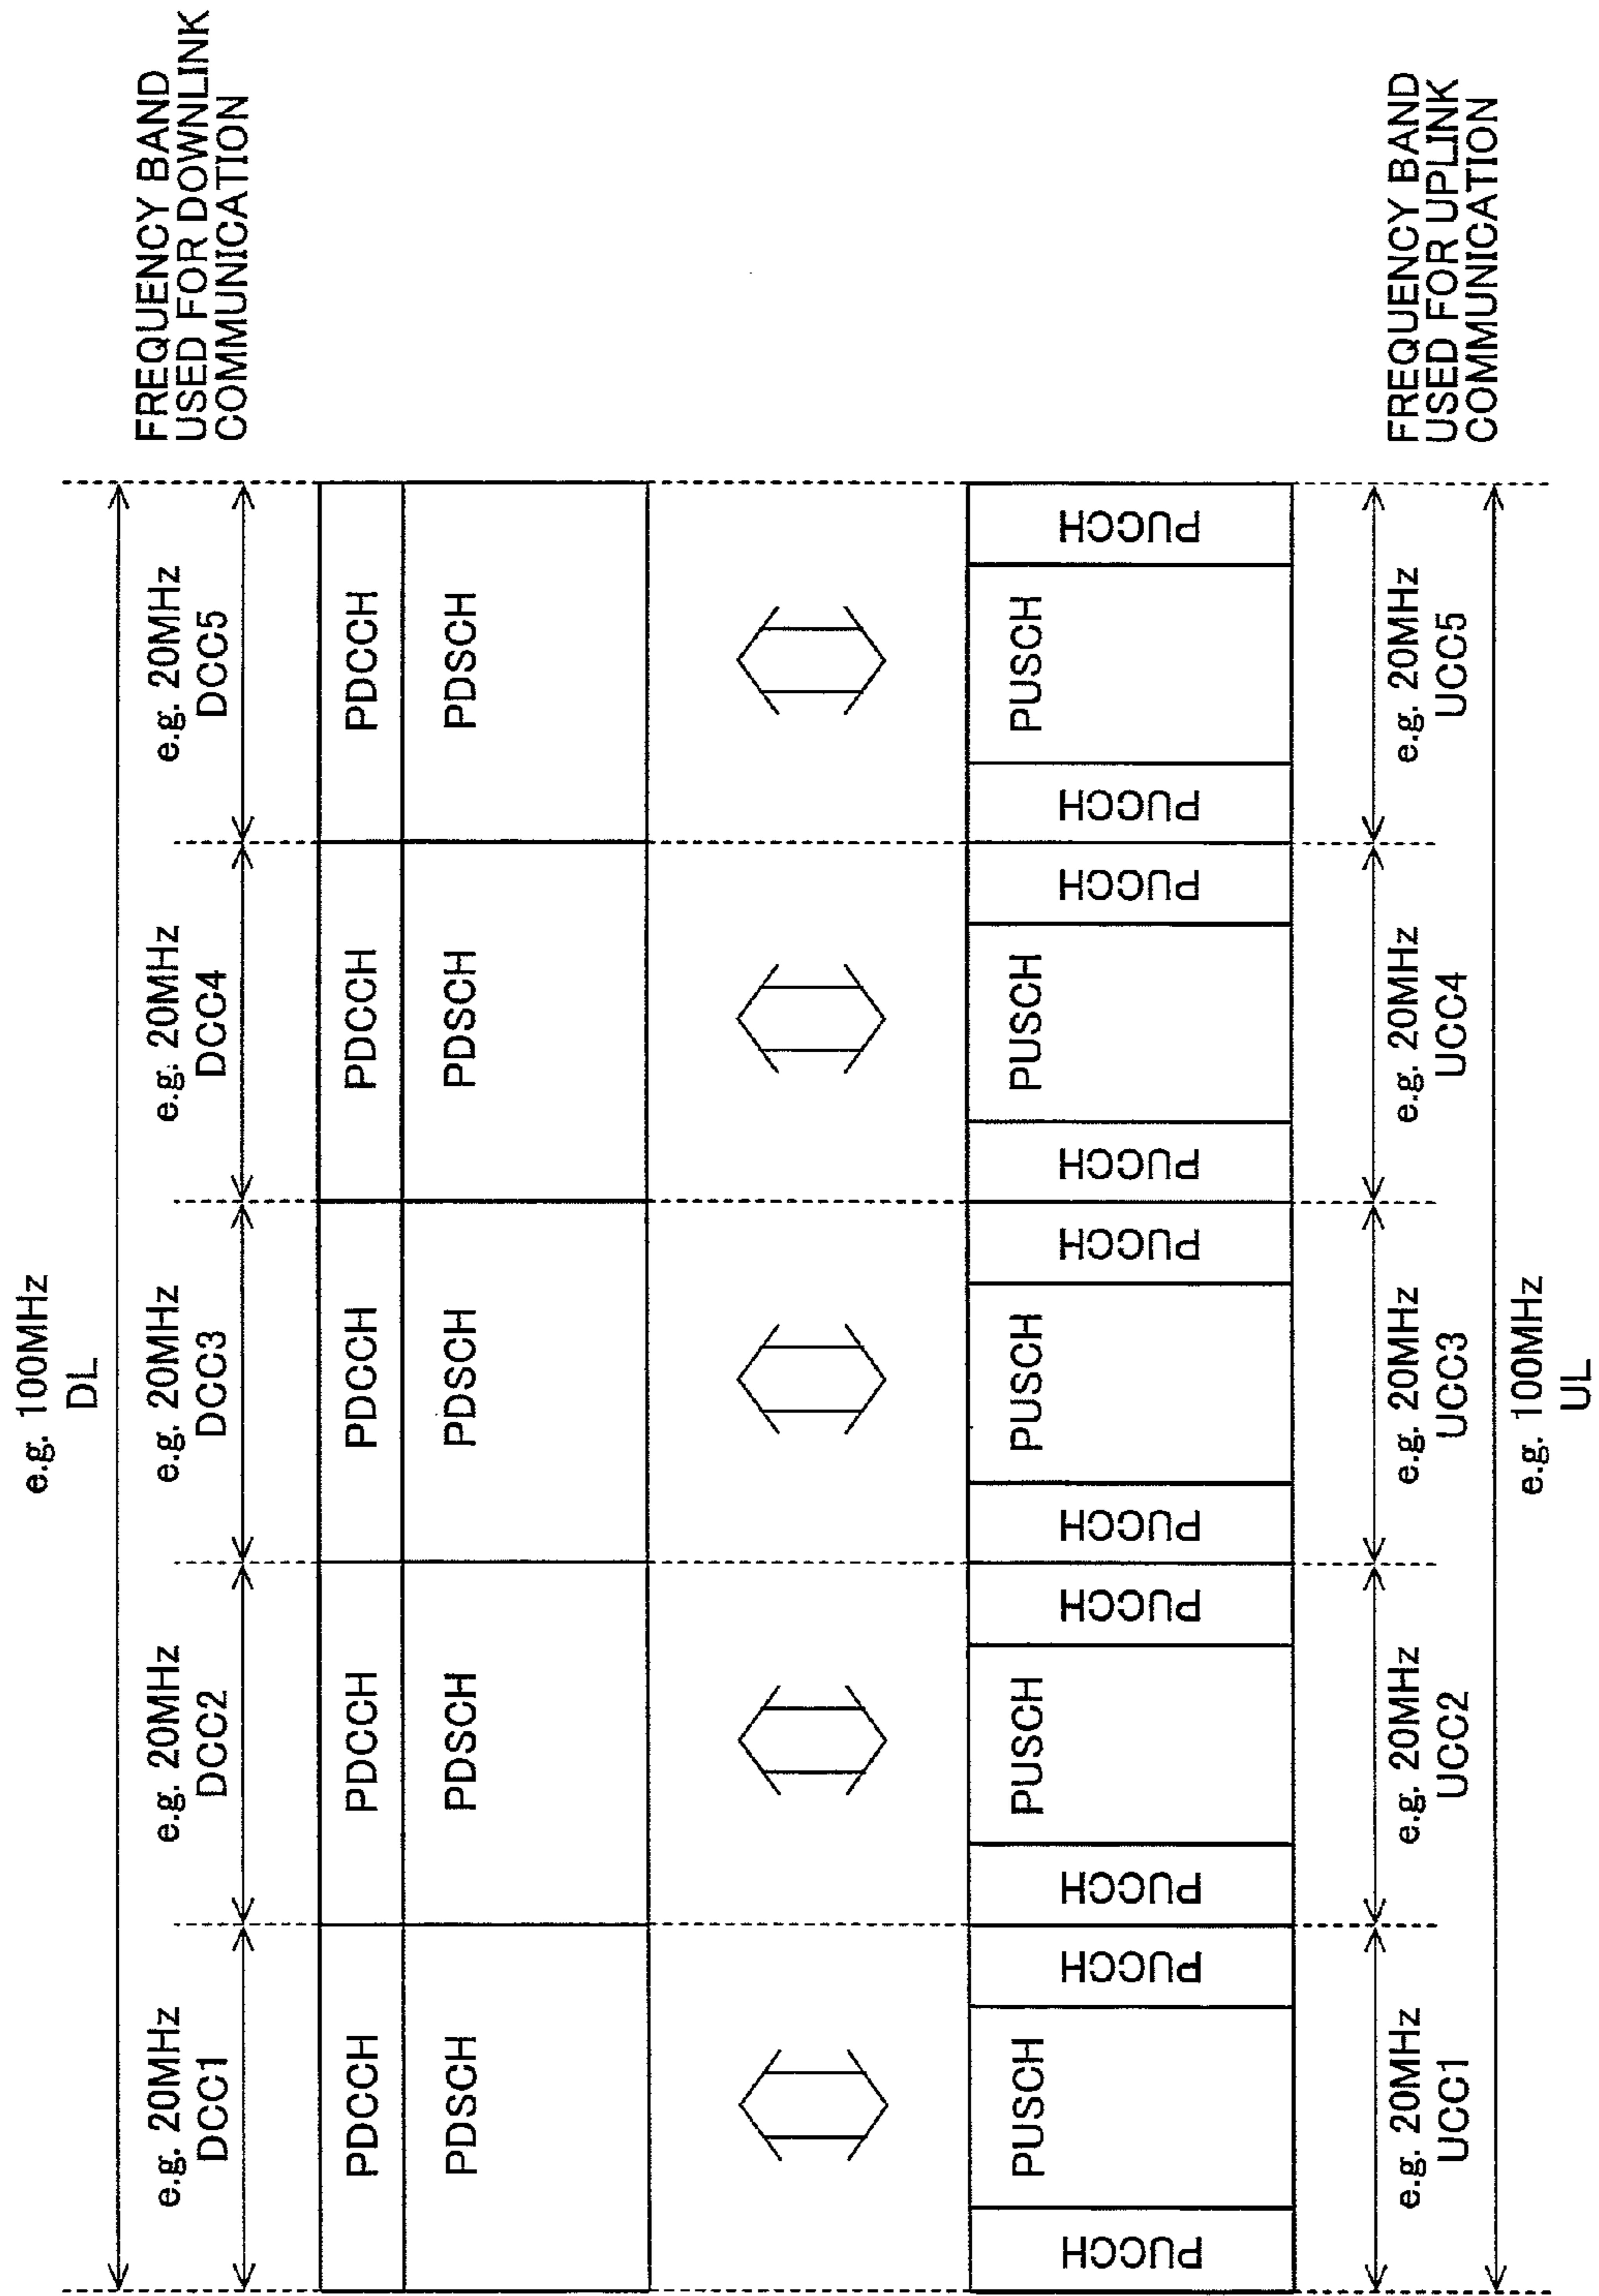 e.g. 100MHz
DL
FREQUENCY BAND
USED FOR DOWNLINK
COMMUNICATION
e.g. 20MHz
DCC1
e.g. 20MHz
DCC2
e.g. 20MHz
DCC3
e.g. 20MHz
DCC4
e.g. 20MHz
DCC5
PDCCH
PDCCH
PDCCH
PDCCH
PDCCH
PDSCH
PDSCH
PDSCH
PDSCH
PDSCH
PUCCH
PUSCH
PUCCH
PUCCH
PUSCH
PUCCH
PUCCH
PUSCH
PUCCH
PUCCH
PUSCH
PUCCH
PUCCH
PUSCH
PUCCH
e.g. 20MHz
UCC1
e.g. 20MHz
UCC2
e.g. 20MHz
UCC3
e.g. 20MHz
UCC4
e.g. 20MHz
UCC5
FREQUENCY BAND
USED FOR UPLINK
COMMUNICATION
e.g. 100MHz
UL